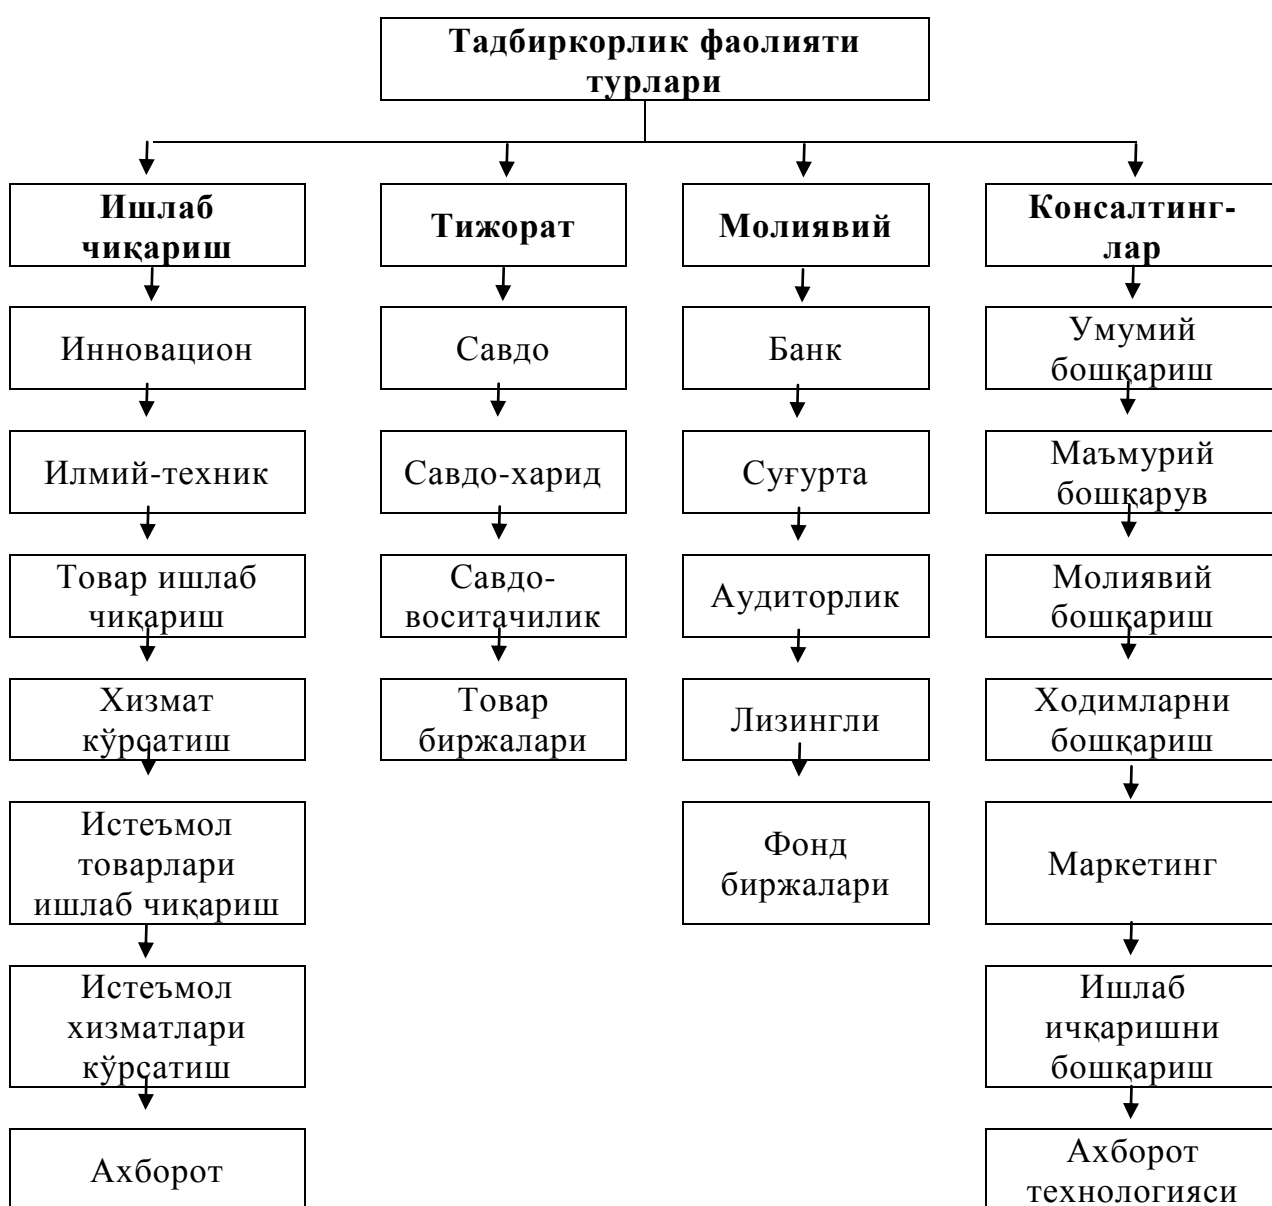 Тадбиркорлик фаолияти
турлари
Ишлаб
чиқариш
Тижорат
Молиявий
Консалтинг-
лар
Инновацион
Савдо
Банк
Умумий
бошқариш
Илмий-техник
Савдо-харид
Суғурта
Маъмурий
бошқарув
Товар ишлаб
чиқариш
Савдо-
воситачилик
Аудиторлик
Молиявий
бошқариш
Хизмат
кўрсатиш
Товар
биржалари
Лизингли
Ходимларни
бошқариш
Истеъмол
товарлари
ишлаб чиқариш
Фонд
биржалари
Маркетинг
Истеъмол
хизматлари
кўрсатиш
Ишлаб
ичқаришни
бошқариш
Ахборот
Ахборот
технологияси